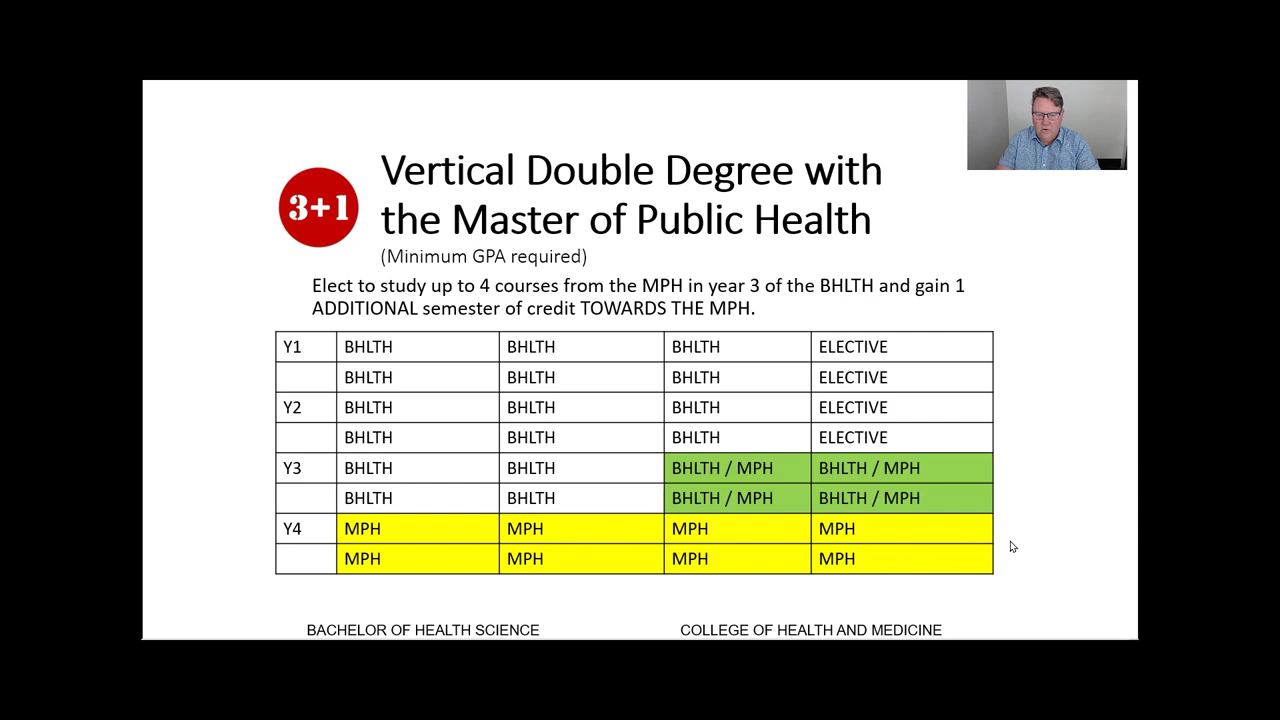 3+1
Vertical Double Degree with
the Master of Public Health
(Minimum GPA required)
Elect to study up to 4 courses from the MPH in year 3 of the BHLTH and gain 1
ADDITIONAL semester of credit TOWARDS THE MPH.
Y1 BHLTH BHLTH BHLTH ELECTIVE
BHLTH BHLTH BHLTH ELECTIVE
Y2 BHLTH BHLTH BHLTH ELECTIVE
BHLTH BHLTH BHLTH ELECTIVE
Y3 BHLTH BHLTH BHLTH / MPH BHLTH / MPH
BHLTH BHLTH BHLTH / MPH BHLTH / MPH
Y4 MPH MPH MPH MPH
MPH MPH MPH MPH
BACHELOR OF HEALTH SCIENCE COLLEGE OF HEALTH AND MEDICINE